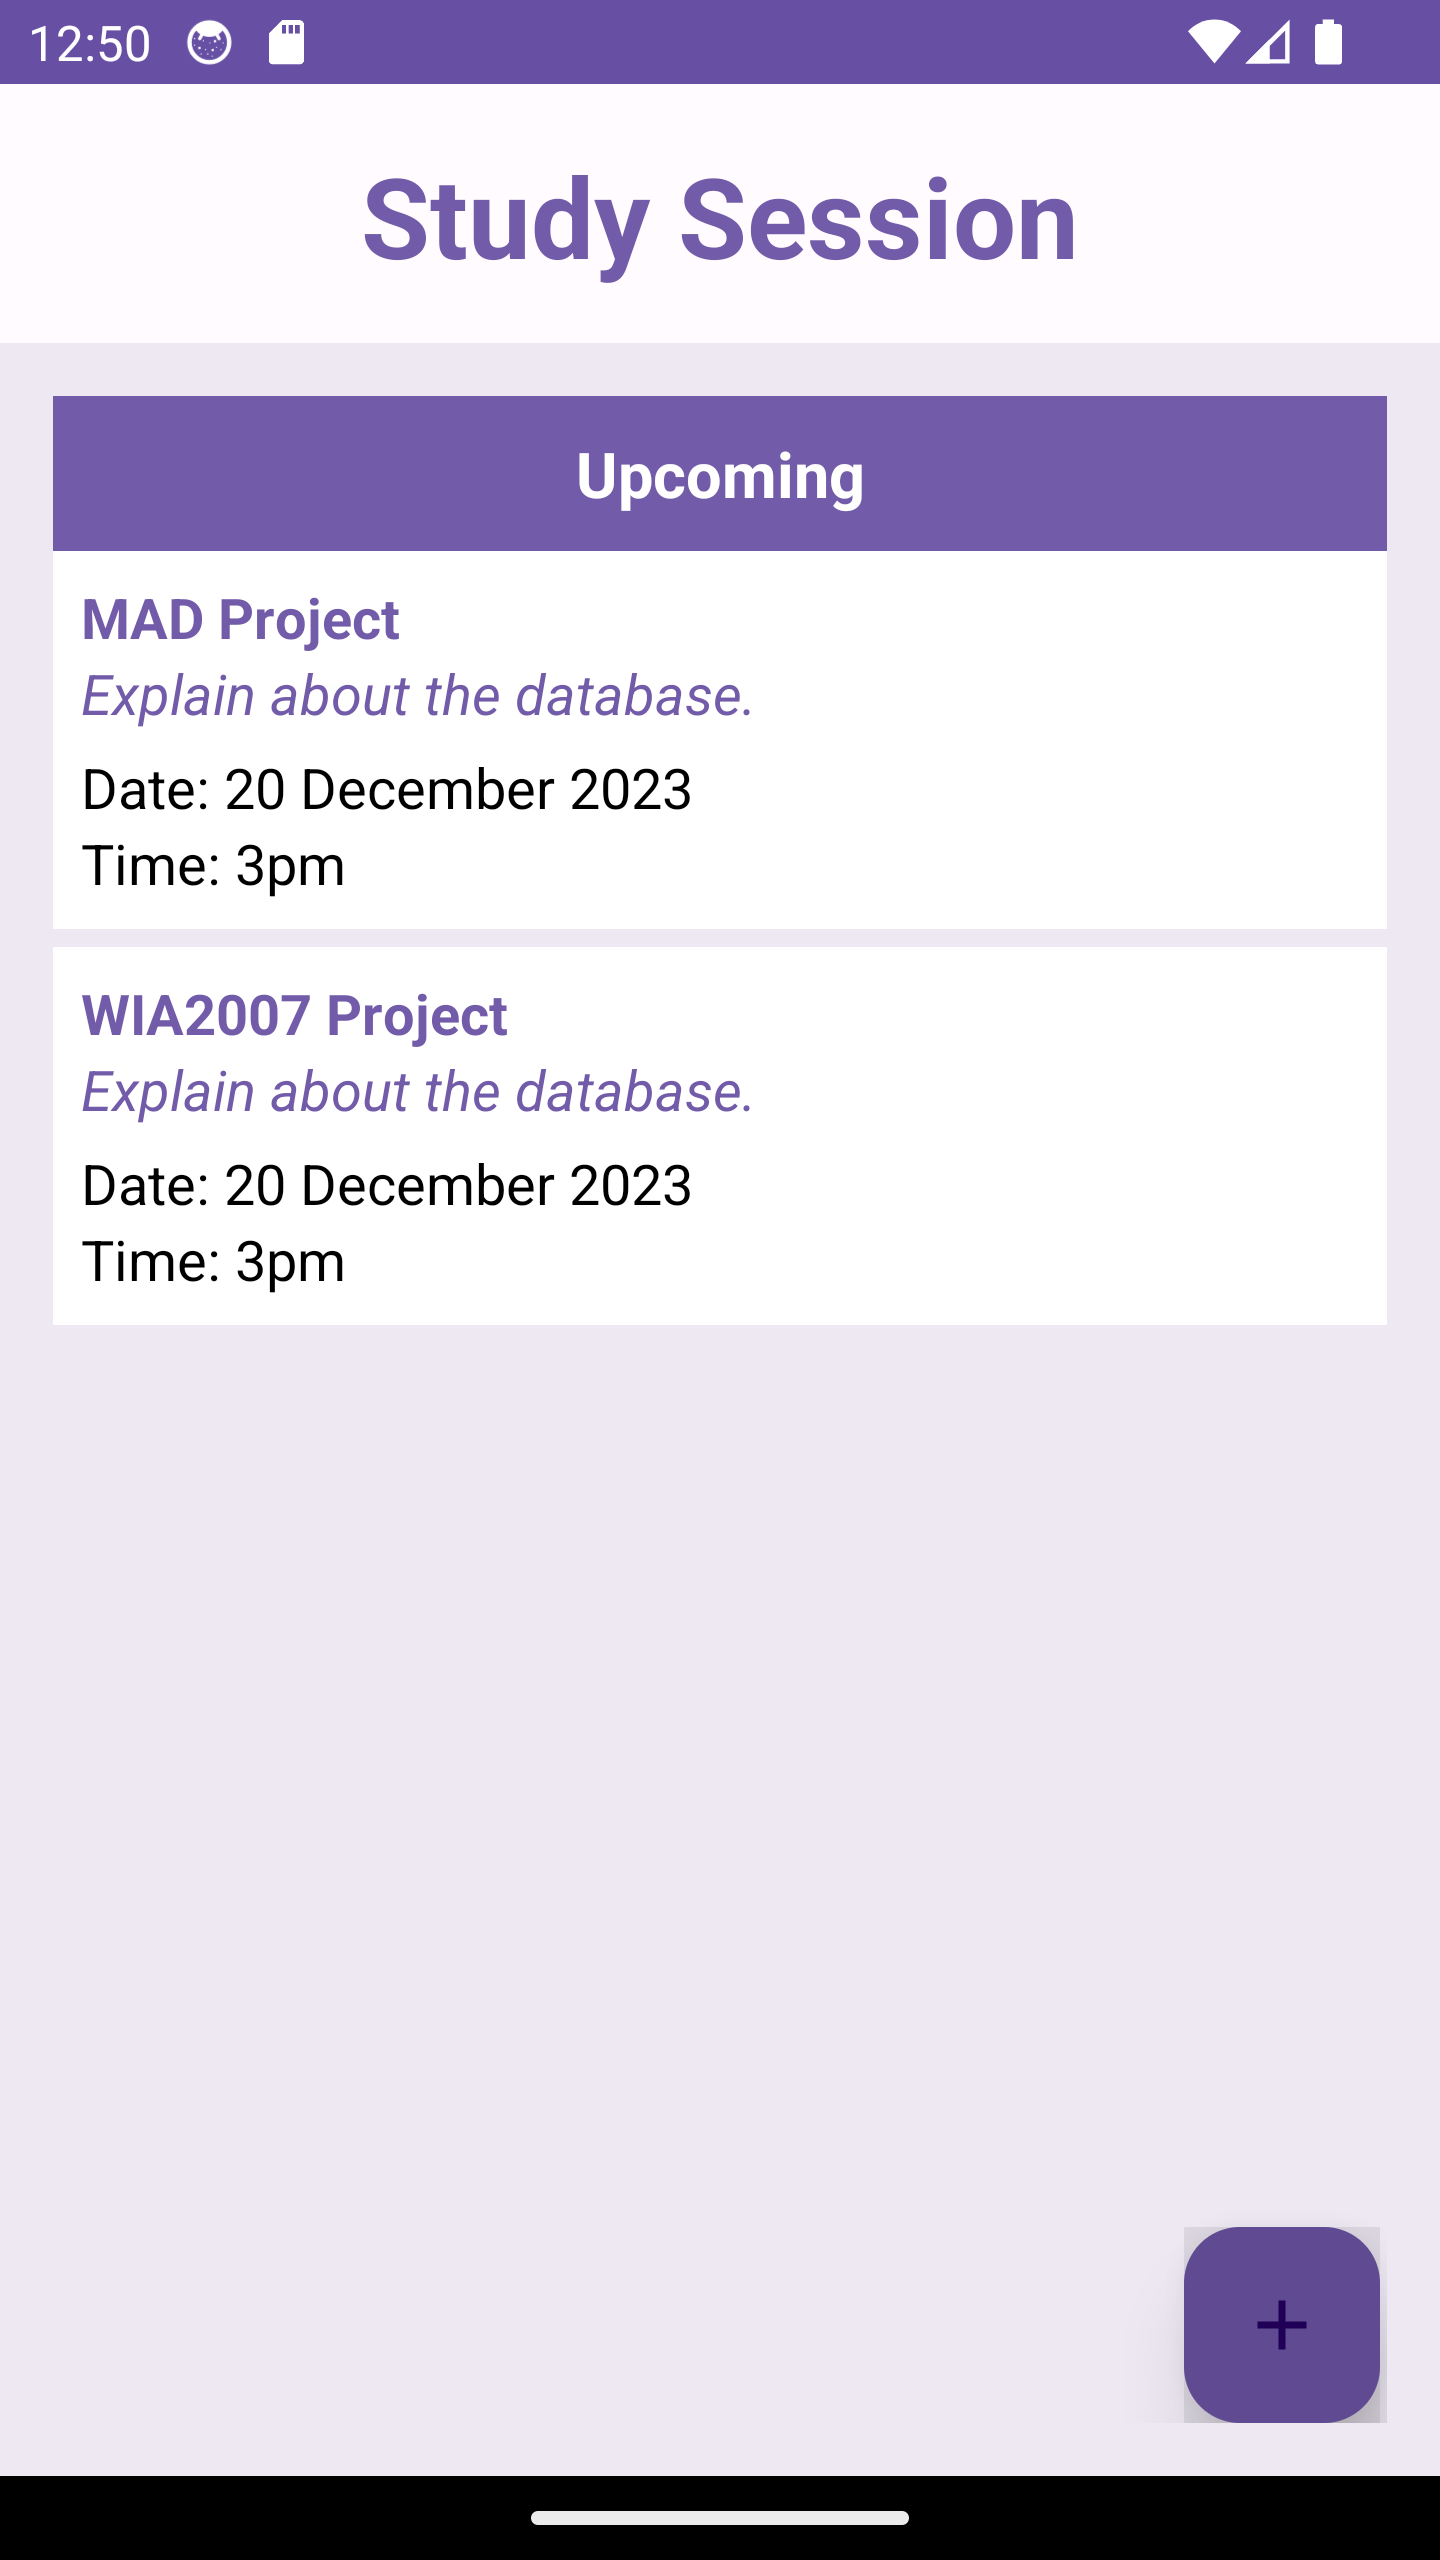 12:50
Study Session
Upcoming
MAD Project
Explain about the database.
Date: 20 December 2023
Time: 3pm
WIA2007 Project
Explain about the database.
Date: 20 December 2023
Time: 3pm